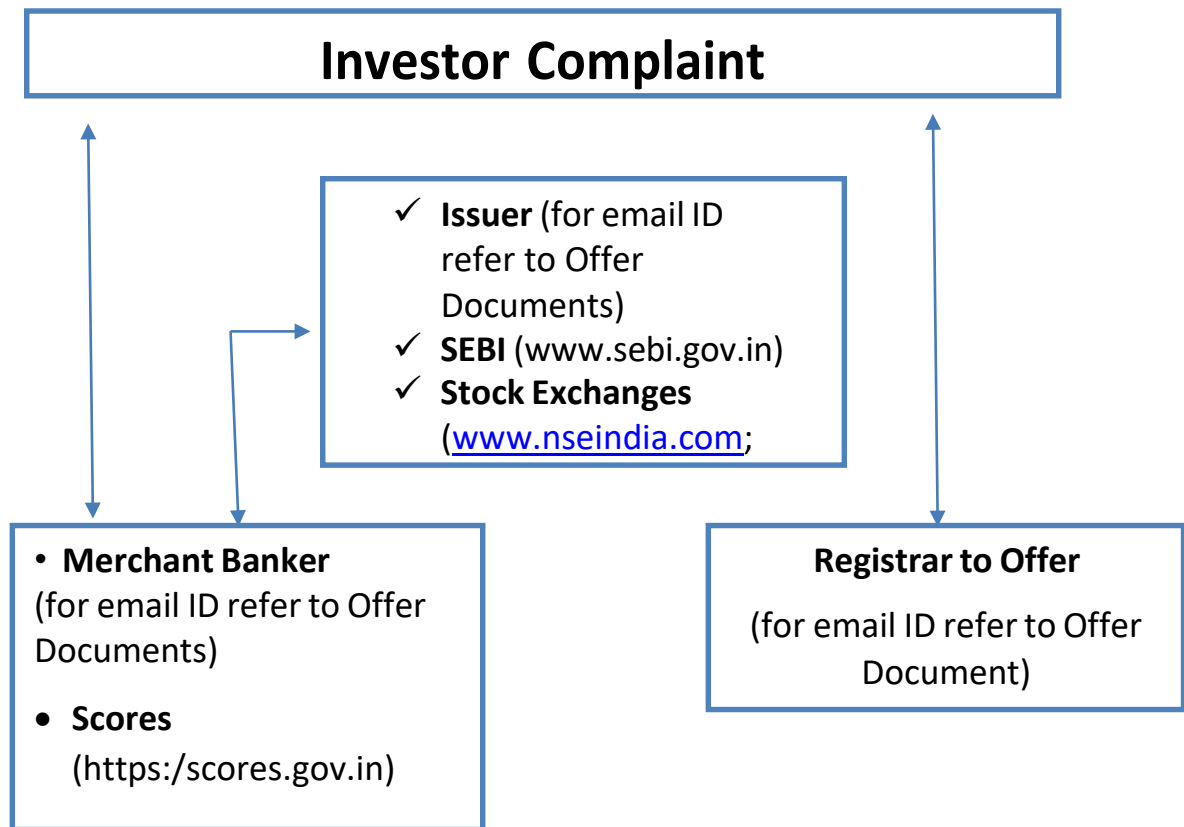 Investor Complaint
✓ Issuer (for email ID
refer to Offer
Documents)
✓ SEBI (www.sebi.gov.in)
✓ Stock Exchanges
(www.nseindia.com;
• Merchant Banker
(for email ID refer to Offer
Documents)
• Scores
(https:/scores.gov.in)
Registrar to Offer
(for email ID refer to Offer
Document)